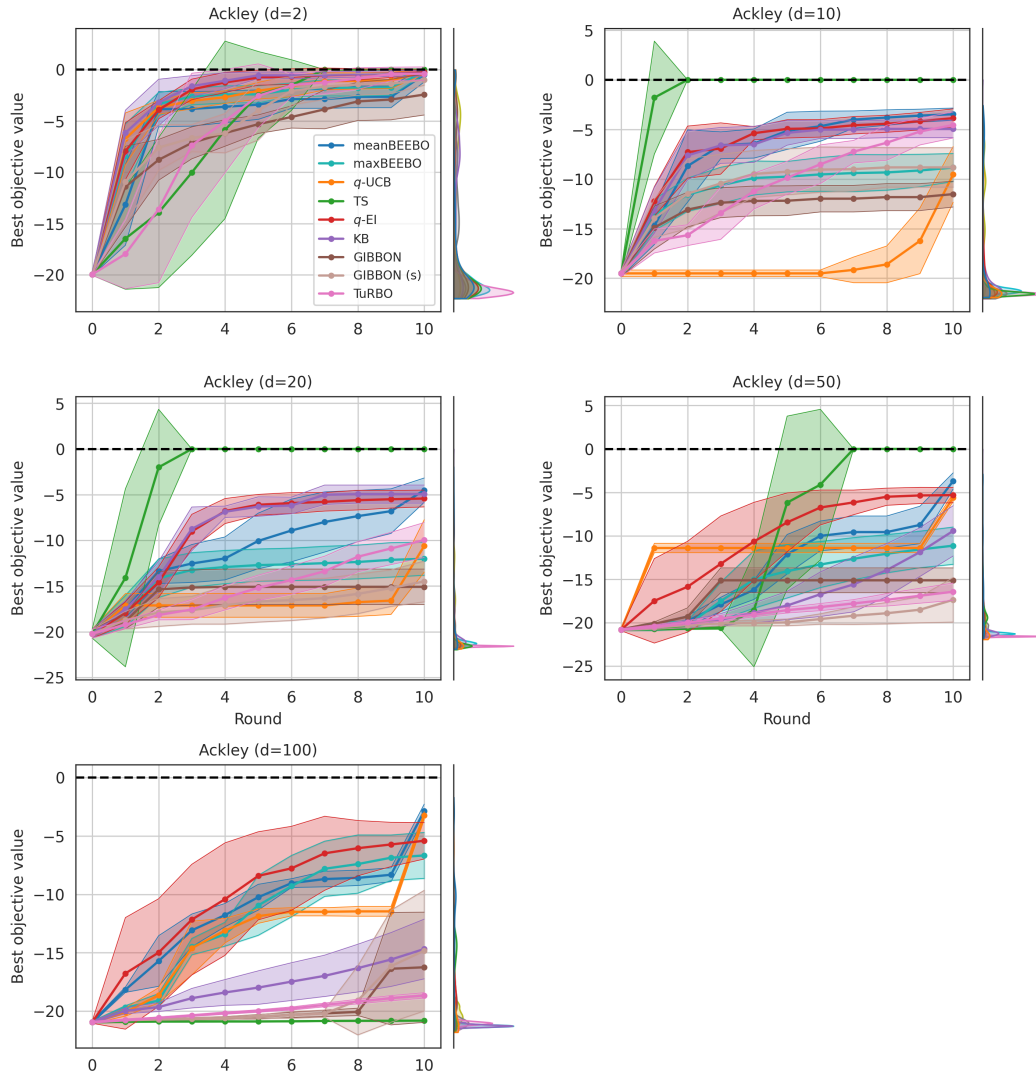 Ackley (d=2)
Best objective value
0
−5
−10
−15
−20
0 2 4 6 8 10
meanBEEBO
maxBEEBO
q-UCB
TS
q-EI
KB
GIBBON
GIBBON (s)
TuRBO
Ackley (d=10)
Best objective value
5
0
−5
−10
−15
−20
0 2 4 6 8 10
Ackley (d=20)
Best objective value
5
0
−5
−10
−15
−20
−25
0 2 4 6 8 10
Round
Ackley (d=50)
Best objective value
5
0
−5
−10
−15
−20
−25
0 2 4 6 8 10
Round
Ackley (d=100)
Best objective value
0
−5
−10
−15
−20
0 2 4 6 8 10